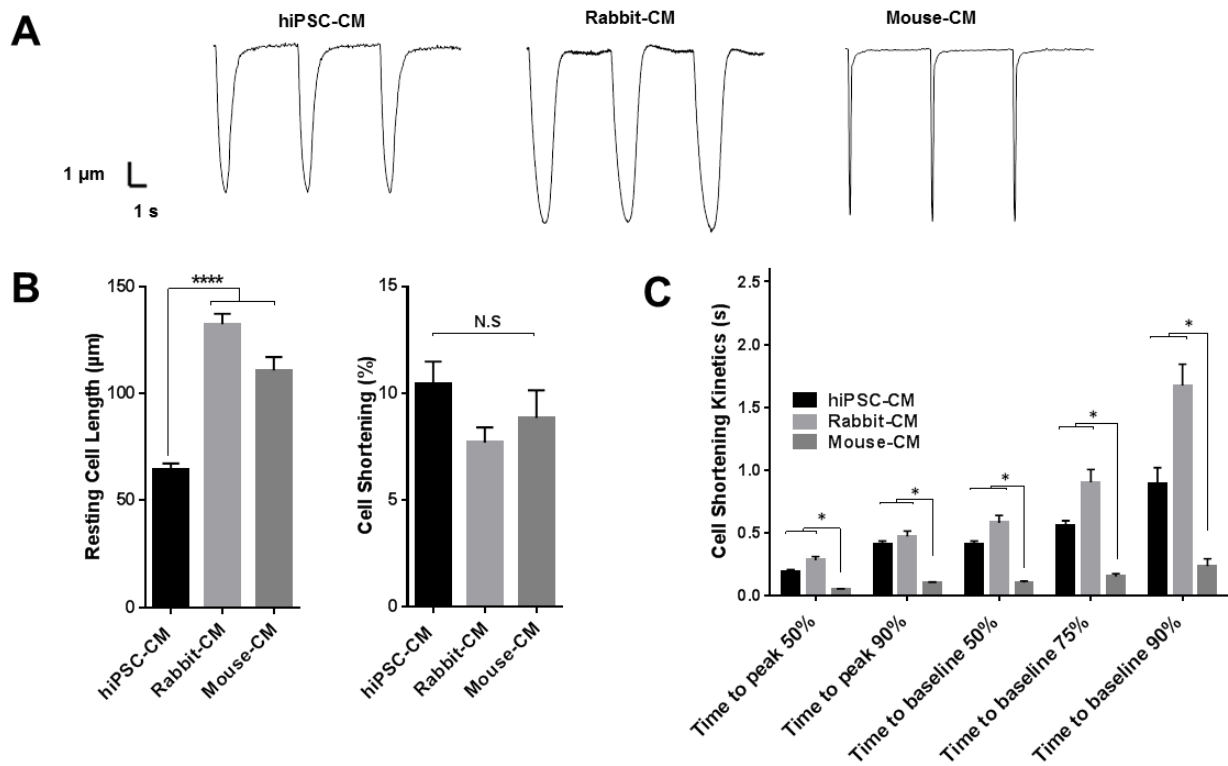 A
hiPSC-CM
Rabbit-CM
Mouse-CM
1 µm
1 s
B
Resting Cell Length (µm)
150
100
50
0
****
hiPSC-CM
Rabbit-CM
Mouse-CM
Cell Shortening (%)
15
10
5
0
N.S
hiPSC-CM
Rabbit-CM
Mouse-CM
C
Cell Shortening Kinetics (s)
2.5
2.0
1.5
1.0
0.5
0.0
hiPSC-CM
Rabbit-CM
Mouse-CM
*
*
*
*
*
Time to peak 50%
Time to peak 90%
Time to baseline 50%
Time to baseline 75%
Time to baseline 90%